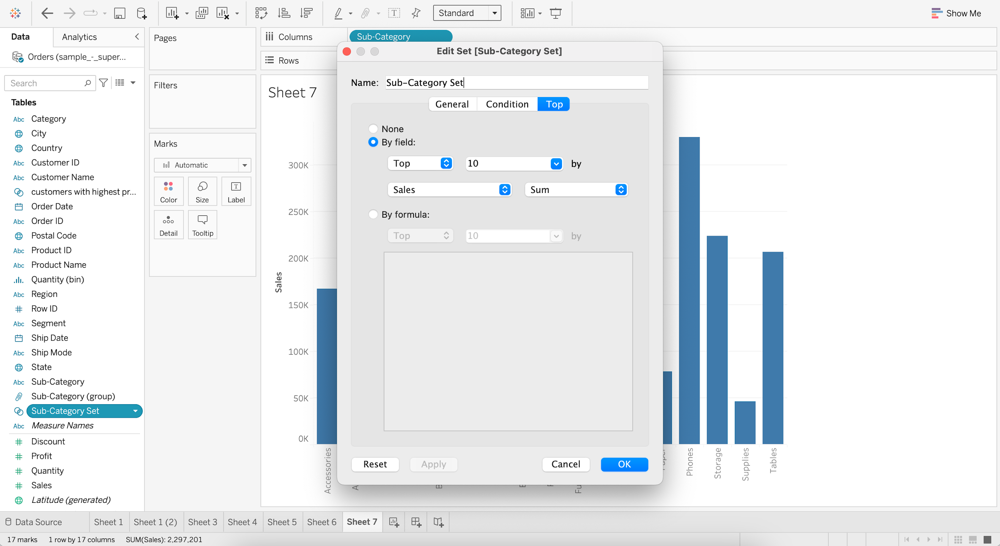 Standard
Show Me
Data
Analytics
Orders (sample_-_super...
Search
Tables
Abc Category
City
Country
Abc Customer ID
Abc Customer Name
customers with highest pr...
Order Date
Abc Order ID
Postal Code
Abc Product ID
Abc Product Name
Quantity (bin)
Abc Region
Row ID
Abc Segment
Ship Date
Abc Ship Mode
State
Abc Sub-Category
Sub-Category (group)
Sub-Category Set
Abc Measure Names
Discount
Profit
Quantity
Sales
Latitude (generated)
Pages
Filters
Marks
Automatic
Color
Size
T Label
Detail
Tooltip
Columns
Sub-Category
Rows
Sheet 7
Sales
300K
250K
200K
150K
100K
50K
0K
Accessories
Phones
Storage
Supplies
Tables
Edit Set [Sub-Category Set]
Name: Sub-Category Set
General
Condition
Top
None
By field:
Top
10
by
Sales
Sum
By formula:
Top
10
by
Reset
Apply
Cancel
OK
Data Source
Sheet 1
Sheet 1 (2)
Sheet 3
Sheet 4
Sheet 5
Sheet 6
Sheet 7
17 marks
1 row by 17 columns
SUM(Sales): 2,297,201